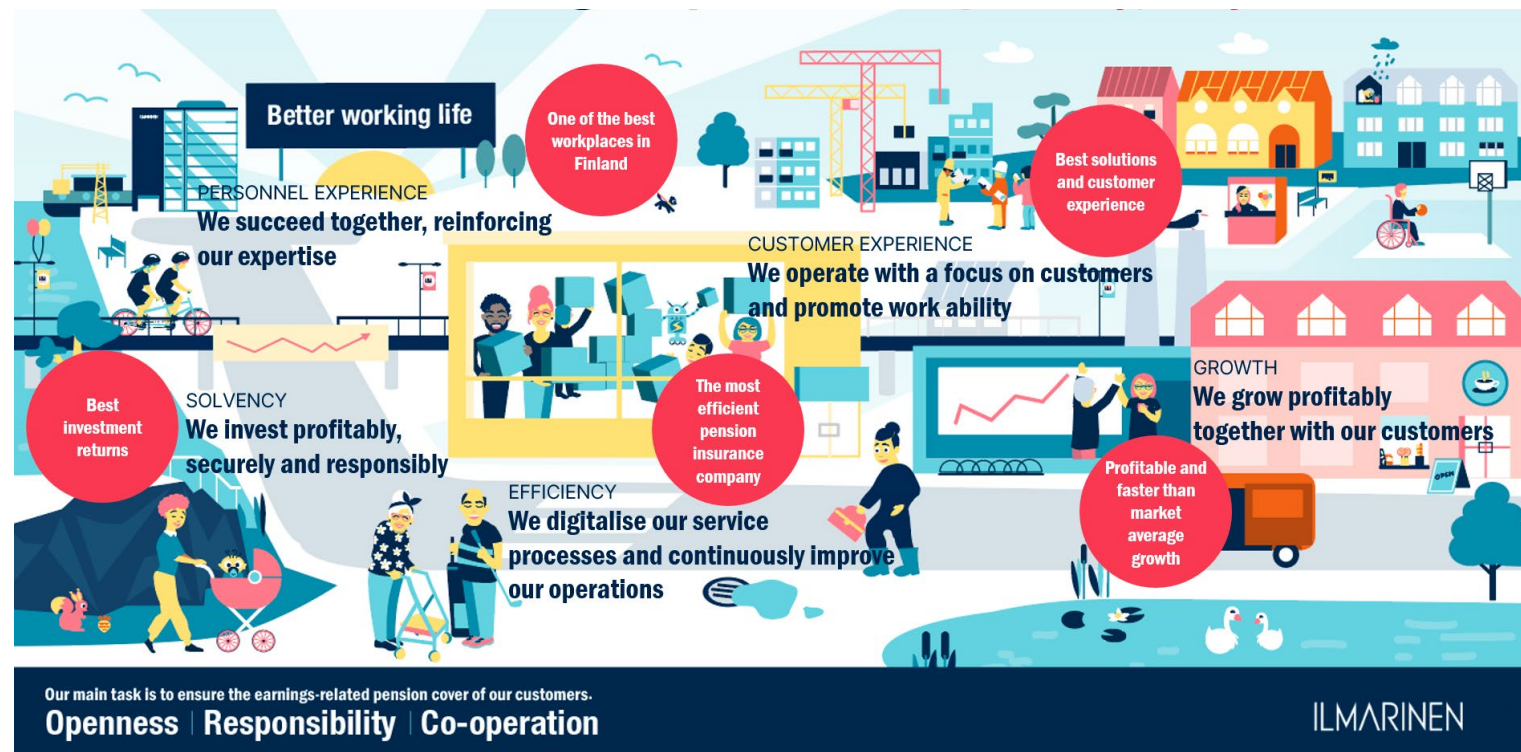 Better working life
One of the best
workplaces in
Finland
PERSONNEL EXPERIENCE
We succeed together, reinforcing
our expertise
Best solutions
and customer
experience
CUSTOMER EXPERIENCE
We operate with a focus on customers
and promote work ability
Best
investment
returns
SOLVENCY
We invest profitably,
securely and responsibly
The most
efficient
pension
insurance
company
EFFICIENCY
We digitalise our service
processes and continuously improve
our operations
GROWTH
We grow profitably
together with our customers
Profitable and
faster than
market
average
growth
OPEN
Our main task is to ensure the earnings-related pension cover of our customers.
Openness | Responsibility | Co-operation
ILMARINEN